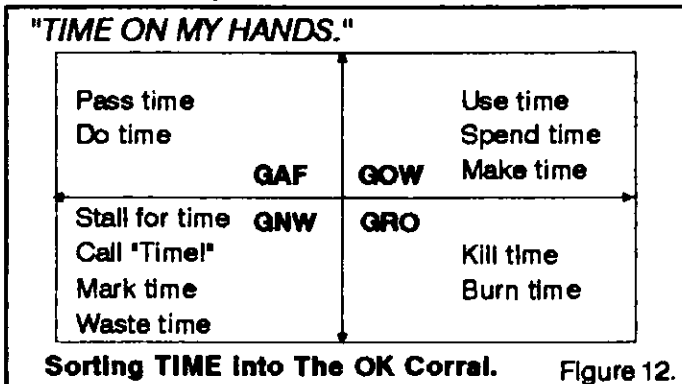 "TIME ON MY HANDS."
Pass time
Do time
GAF
Use time
Spend time
Make time
GOW
Stall for time
Call "Time!"
Mark time
Waste time
GNW
GRO
Kill time
Burn time
Sorting TIME into The OK Corral.
Figure 12.